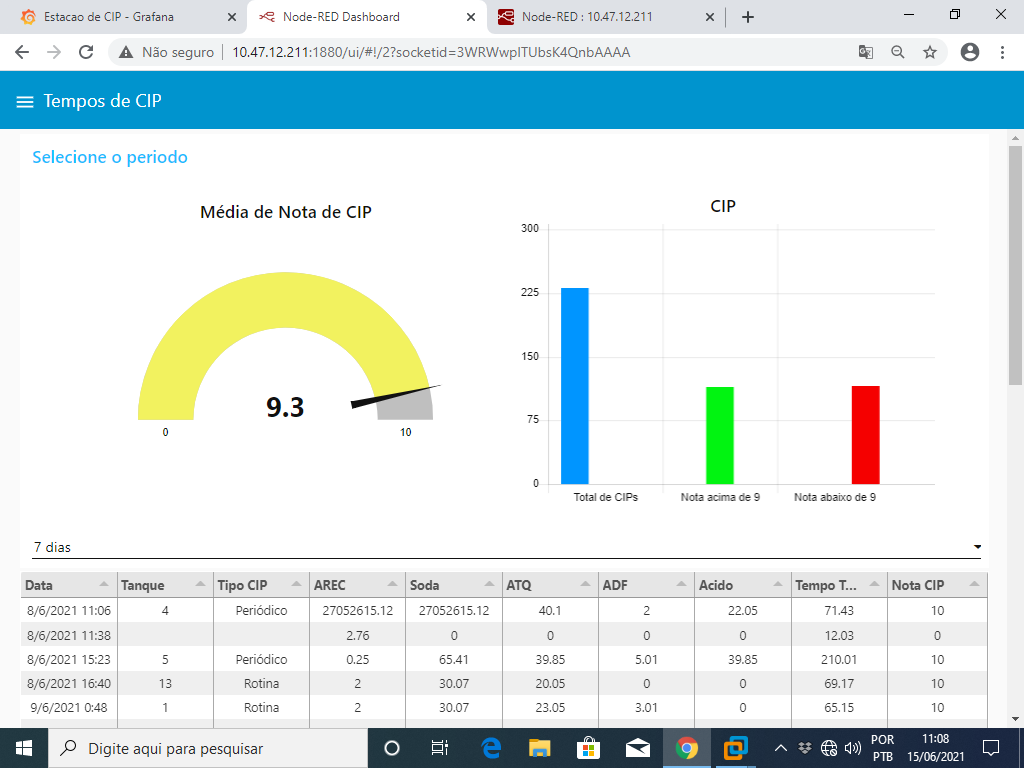 Estacao de CIP - Grafana
Node-RED Dashboard
Node-RED : 10.47.12.211
Não seguro
10.47.12.211:1880/ui/#!/2?socketid=3WRWwpITUbsK4QnbAAAA
Tempos de CIP
Selecione o periodo
Média de Nota de CIP
9.3
0
10
CIP
300
225
150
75
0
Total de CIPs
Nota acima de 9
Nota abaixo de 9
7 dias
Data Tanque Tipo CIP AREC Soda ATQ ADF Acido Tempo T... Nota CIP
8/6/2021 11:06 4 Periódico 27052615.12 27052615.12 40.1 2 22.05 71.43 10
8/6/2021 11:38 2.76 0 0 0 0 12.03 0
8/6/2021 15:23 5 Periódico 0.25 65.41 39.85 5.01 39.85 210.01 10
8/6/2021 16:40 13 Rotina 2 30.07 20.05 0 0 69.17 10
9/6/2021 0:48 1 Rotina 2 30.07 23.05 3.01 0 65.15 10
Digite aqui para pesquisar
POR
PTB
11:08
15/06/2021